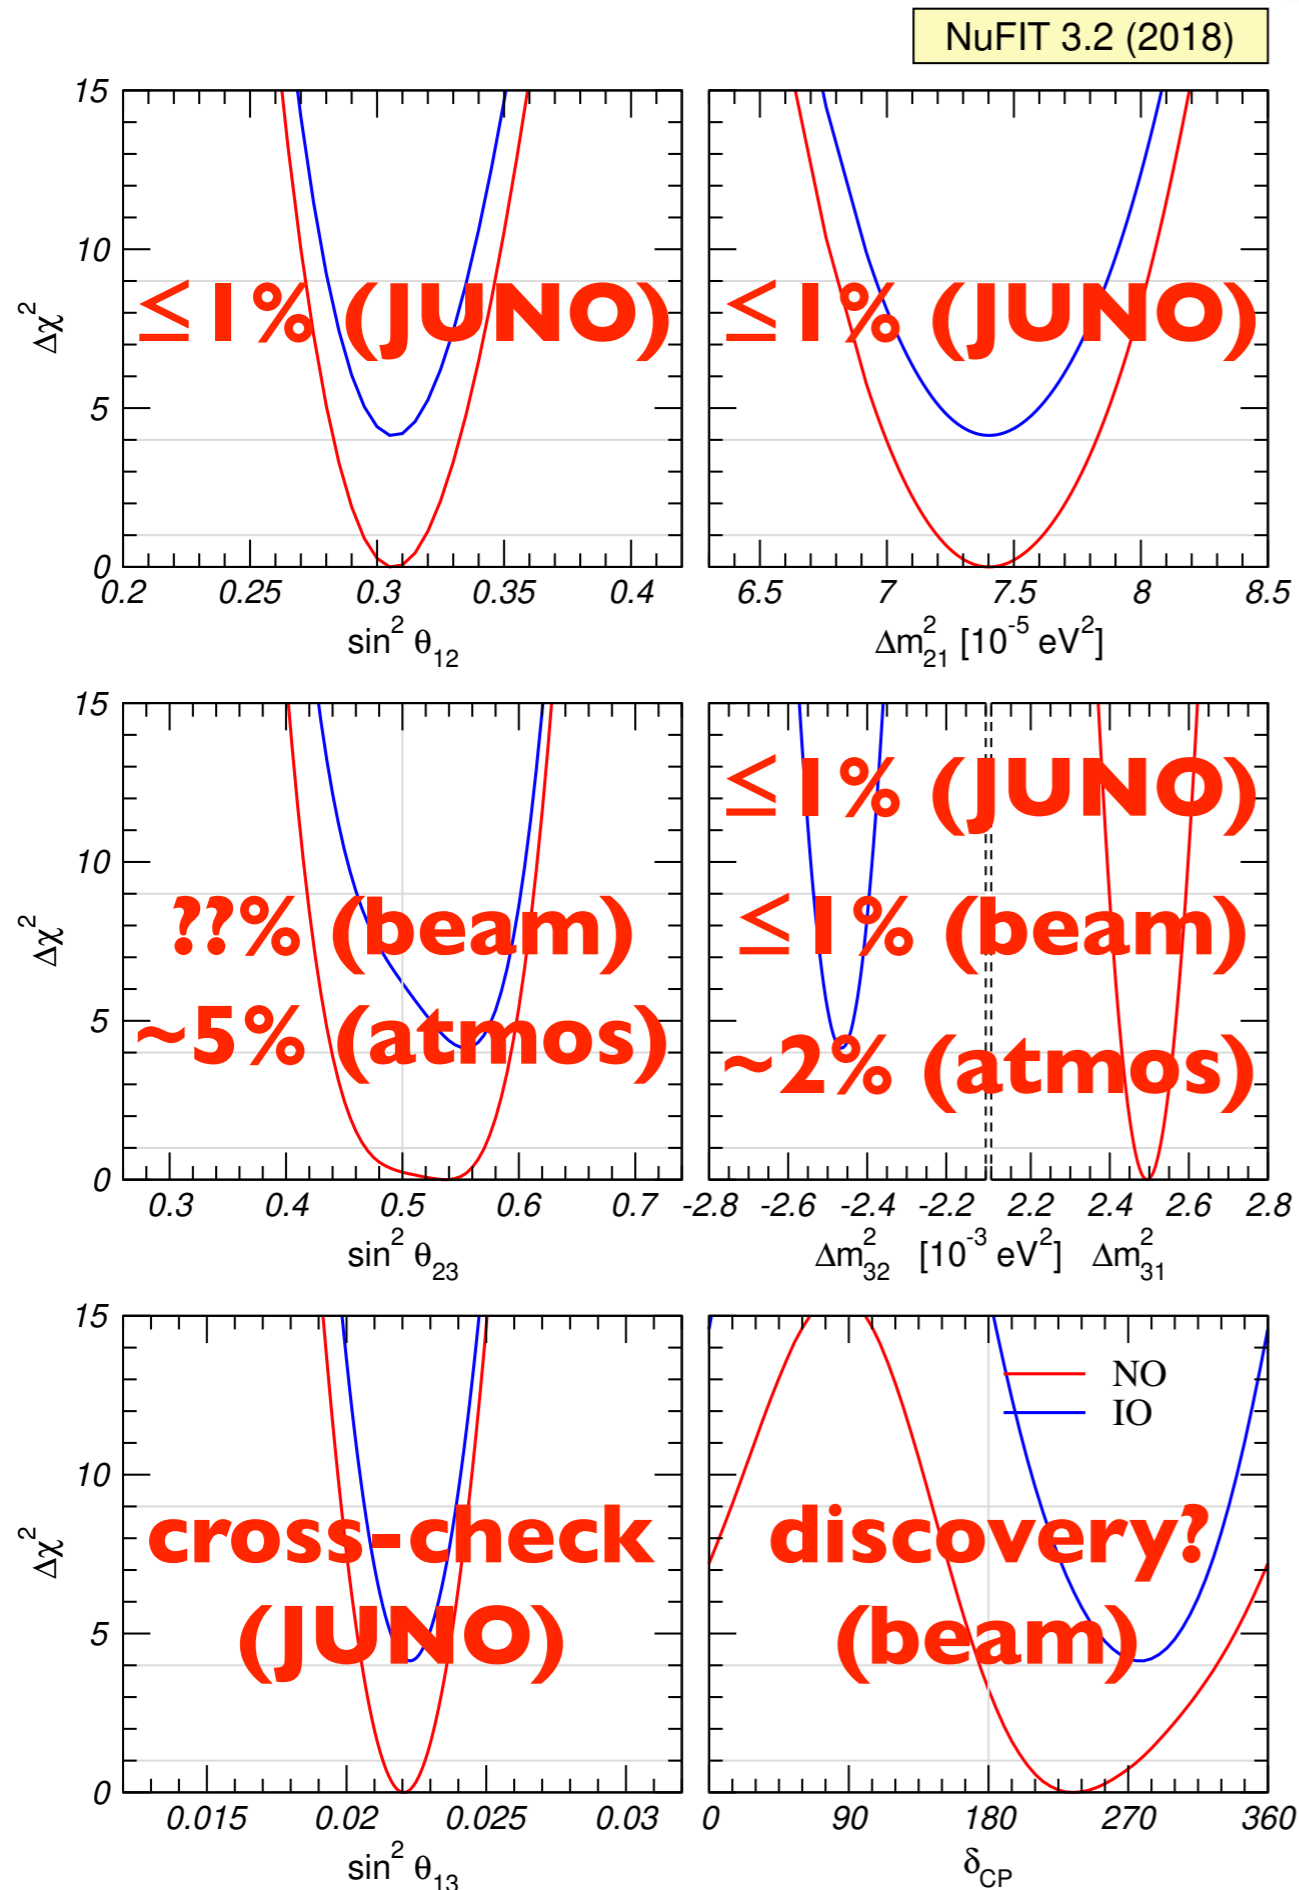 NuFIT 3.2 (2018)
15
10
5
0
Δχ²
0.2 0.25 0.3 0.35 0.4
sin² θ₁₂
≤1% (JUNO)
6.5 7 7.5 8 8.5
Δm²₂₁ [10⁻⁵ eV²]
≤1% (JUNO)
15
10
5
0
Δχ²
0.3 0.4 0.5 0.6 0.7
sin² θ₂₃
??% (beam)
~5% (atmos)
-2.8 -2.6 -2.4 -2.2 2.2 2.4 2.6 2.8
Δm²₃₂ [10⁻³ eV²] Δm²₃₁
≤1% (JUNO)
≤1% (beam)
~2% (atmos)
15
10
5
0
Δχ²
0.015 0.02 0.025 0.03
sin² θ₁₃
cross-check
(JUNO)
NO
IO
discovery?
(beam)
0 90 180 270 360
δCP